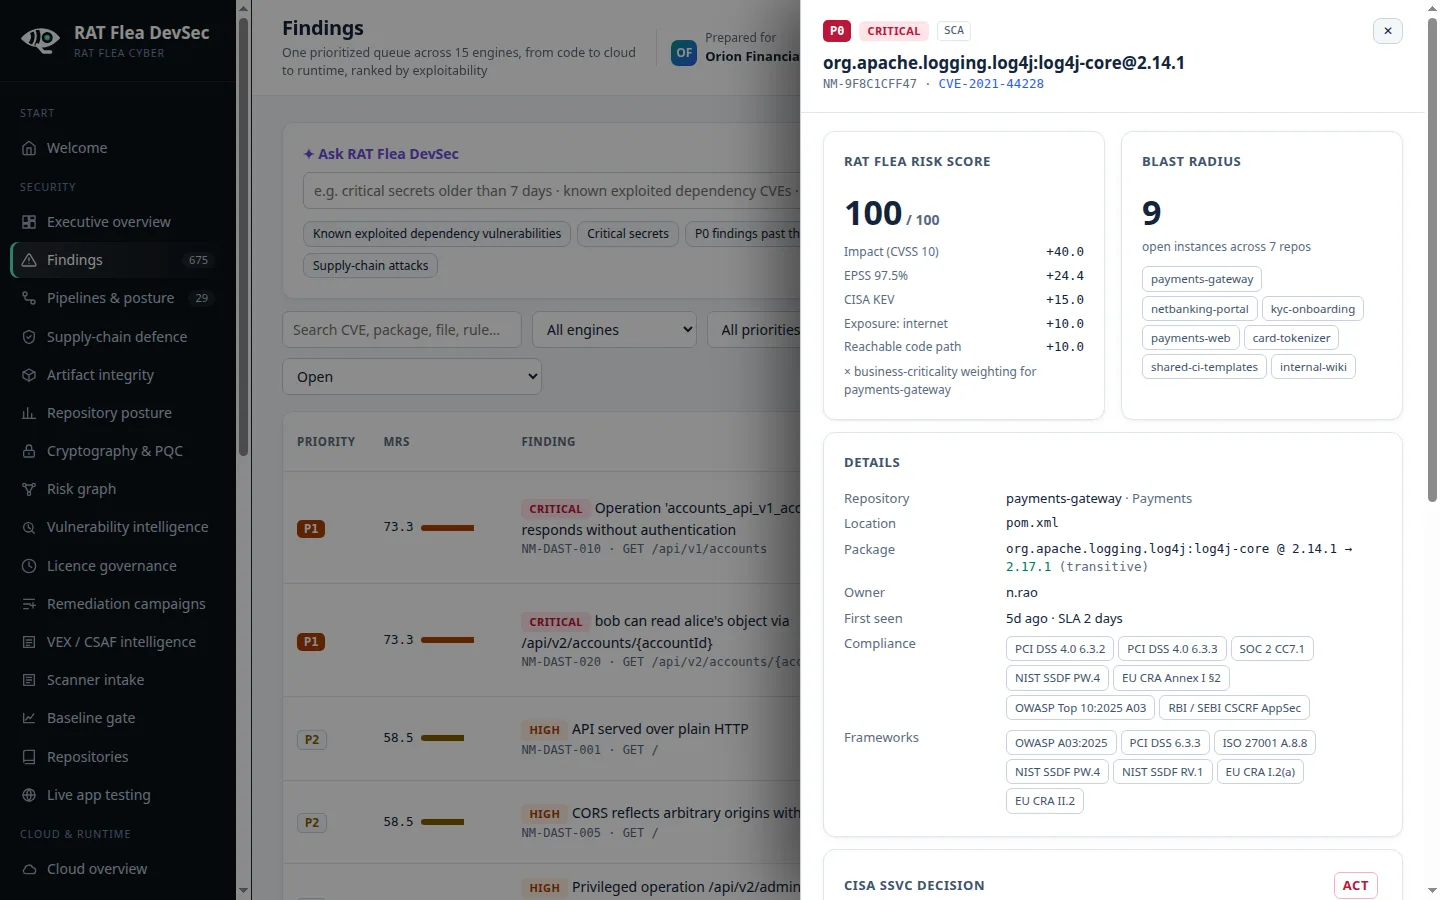 RAT Flea DevSec
RAT FLEA CYBER
START
Welcome
SECURITY
Executive overview
Findings 675
Pipelines & posture 29
Supply-chain defence
Artifact integrity
Repository posture
Cryptography & PQC
Risk graph
Vulnerability intelligence
Licence governance
Remediation campaigns
VEX / CSAF intelligence
Scanner intake
Baseline gate
Repositories
Live app testing
CLOUD & RUNTIME
Cloud overview
Findings
One prioritized queue across 15 engines, from code to cloud
to runtime, ranked by exploitability
OF
Prepared for
Orion Financia
✦ Ask RAT Flea DevSec
e.g. critical secrets older than 7 days · known exploited dependency CVEs ·
Known exploited dependency vulnerabilities
Critical secrets
P0 findings past th
Supply-chain attacks
Search CVE, package, file, rule...
All engines
All priorities
Open
PRIORITY MRS FINDING
P1 73.3 CRITICAL Operation 'accounts_api_v1_acc
responds without authentication
NM-DAST-010 · GET /api/v1/accounts
P1 73.3 CRITICAL bob can read alice's object via
/api/v2/accounts/{accountId}
NM-DAST-020 · GET /api/v2/accounts/{acc
P2 58.5 HIGH API served over plain HTTP
NM-DAST-001 · GET /
P2 58.5 HIGH CORS reflects arbitrary origins with
NM-DAST-005 · GET /
HIGH Privileged operation /api/v2/admin
P0 CRITICAL SCA
×
org.apache.logging.log4j:log4j-core@2.14.1
NM-9F8C1CFF47 · CVE-2021-44228
RAT FLEA RISK SCORE
100 / 100
Impact (CVSS 10) +40.0
EPSS 97.5% +24.4
CISA KEV +15.0
Exposure: internet +10.0
Reachable code path +10.0
× business-criticality weighting for
payments-gateway
BLAST RADIUS
9
open instances across 7 repos
payments-gateway
netbanking-portal kyc-onboarding
payments-web card-tokenizer
shared-ci-templates internal-wiki
DETAILS
Repository payments-gateway · Payments
Location pom.xml
Package org.apache.logging.log4j:log4j-core @ 2.14.1 →
2.17.1 (transitive)
Owner n.rao
First seen 5d ago · SLA 2 days
Compliance PCI DSS 4.0 6.3.2 PCI DSS 4.0 6.3.3 SOC 2 CC7.1
NIST SSDF PW.4 EU CRA Annex I §2
OWASP Top 10:2025 A03 RBI / SEBI CSCRF AppSec
Frameworks OWASP A03:2025 PCI DSS 6.3.3 ISO 27001 A.8.8
NIST SSDF PW.4 NIST SSDF RV.1 EU CRA I.2(a)
EU CRA II.2
CISA SSVC DECISION ACT